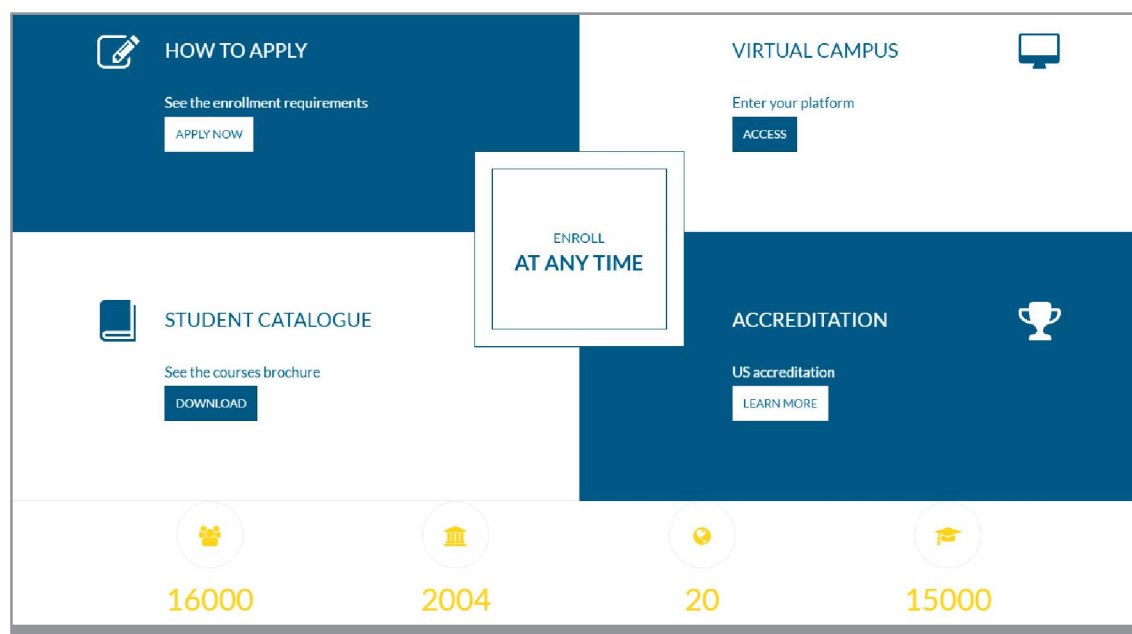 HOW TO APPLY
See the enrollment requirements
APPLY NOW
VIRTUAL CAMPUS
Enter your platform
ACCESS
ENROLL
AT ANY TIME
STUDENT CATALOGUE
See the courses brochure
DOWNLOAD
ACCREDITATION
US accreditation
LEARN MORE
16000
2004
20
15000